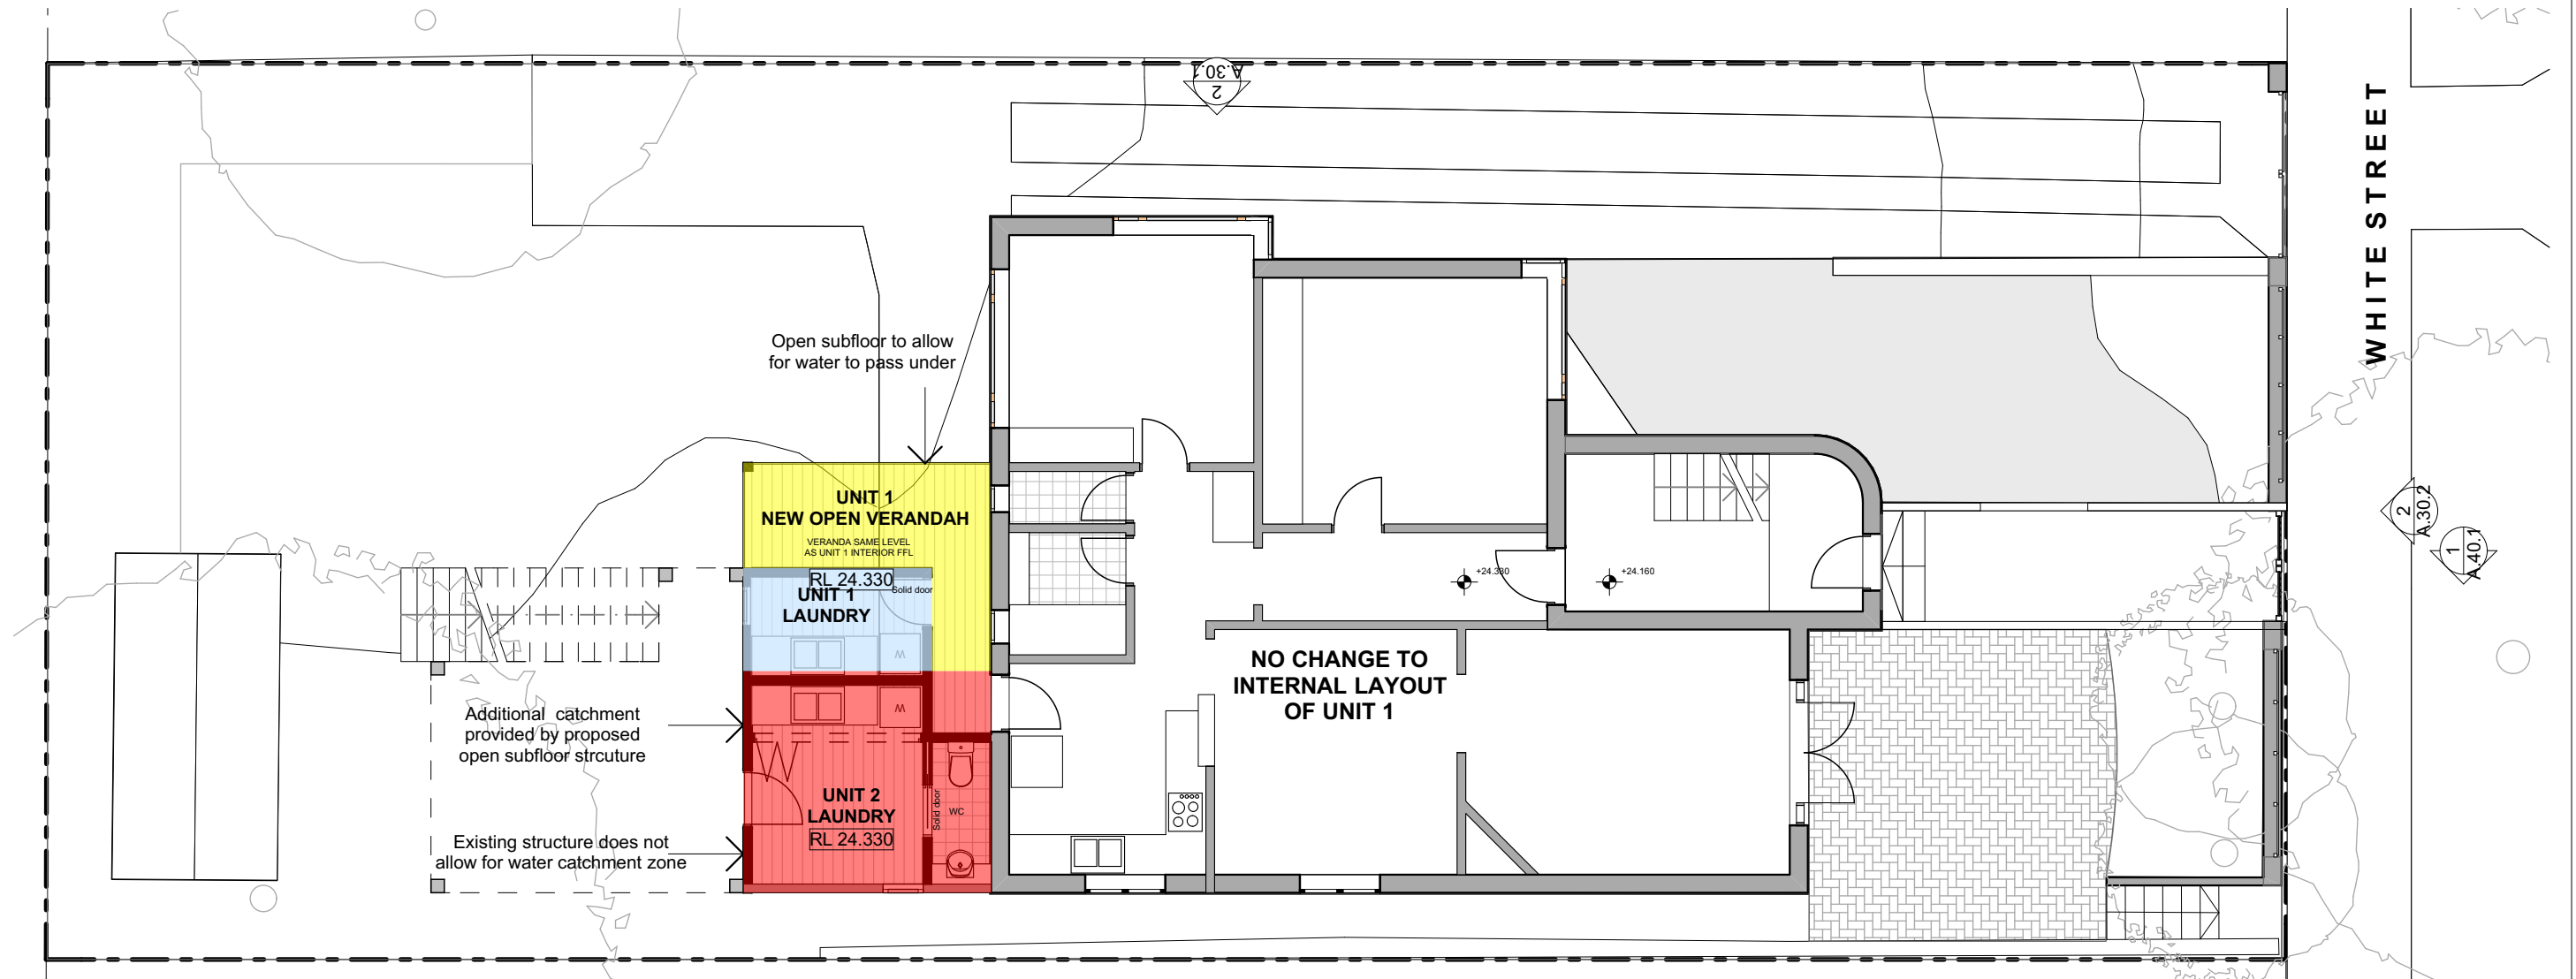 2
A.30.1
WHITE STREET
Open subfloor to allow
for water to pass under
UNIT 1
NEW OPEN VERANDAH
VERANDA SAME LEVEL
AS UNIT 1 INTERIOR FFL
RL 24.330
Solid door
UNIT 1
LAUNDRY
W
+24.330
+24.160
2
A.30.2
1
A.40.1
NO CHANGE TO
INTERNAL LAYOUT
OF UNIT 1
Additional catchment
provided by proposed
open subfloor strcuture
W
UNIT 2
LAUNDRY
RL 24.330
Solid door
WC
Existing structure does not
allow for water catchment zone